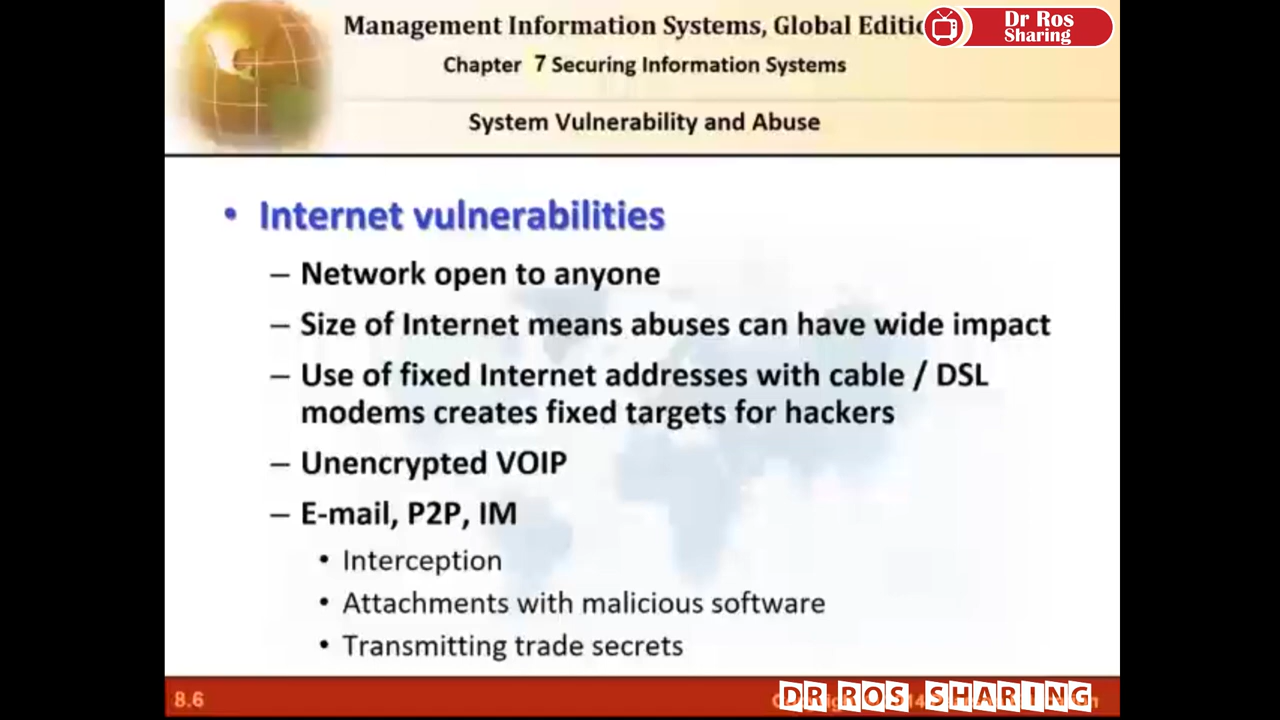 Management Information Systems, Global
Dr Ros
Sharing
Chapter 7 Securing Information Systems
System Vulnerability and Abuse
• Internet vulnerabilities
– Network open to anyone
– Size of Internet means abuses can have wide impact
– Use of fixed Internet addresses with cable / DSL
modems creates fixed targets for hackers
– Unencrypted VOIP
– E-mail, P2P, IM
• Interception
• Attachments with malicious software
• Transmitting trade secrets
8.6
DR ROS SHARING